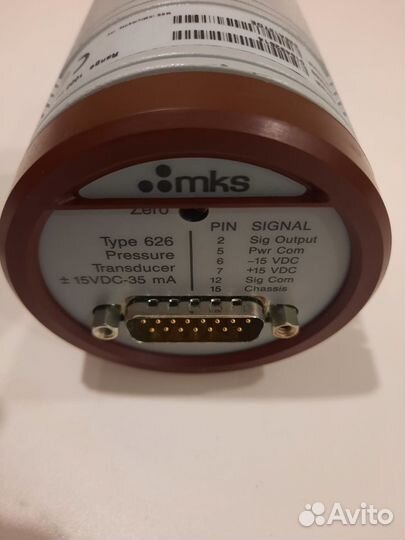 Range
mks
Zero
Type 626
Pressure
Transducer
± 15VDC-35 mA
PIN SIGNAL
2 Sig Output
5 Pwr Com
6 –15 VDC
7 +15 VDC
12 Sig Com
15 Chassis
Avito